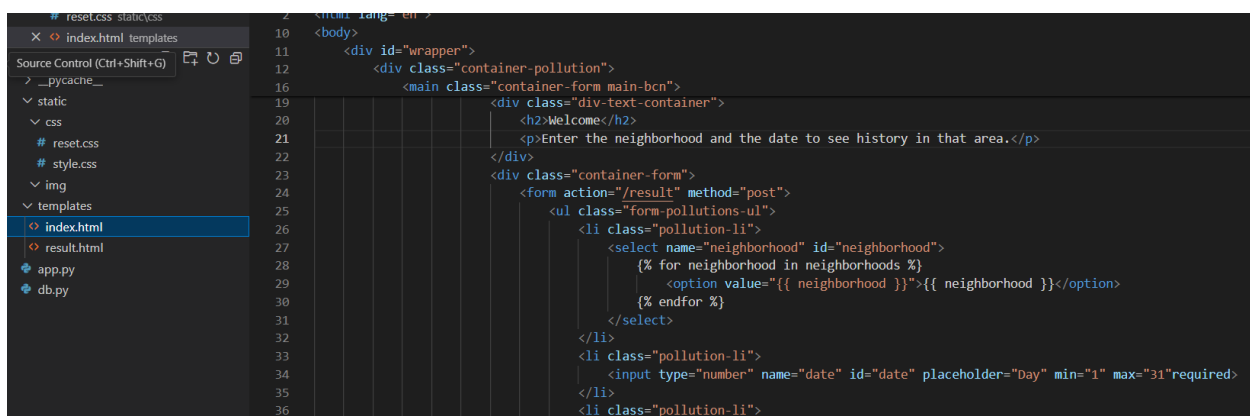 # reset.css static\css
X <> index.html templates
Source Control (Ctrl+Shift+G)
> __pycache__
static
css
# reset.css
# style.css
img
templates
<> index.html
<> result.html
app.py
db.py
2 <html lang="en">
10 <body>
11 <div id="wrapper">
12 <div class="container-pollution">
16 <main class="container-form main-bcn">
19 <div class="div-text-container">
20 <h2>Welcome</h2>
21 <p>Enter the neighborhood and the date to see history in that area.</p>
22 </div>
23 <div class="container-form">
24 <form action="/result" method="post">
25 <ul class="form-pollutions-ul">
26 <li class="pollution-li">
27 <select name="neighborhood" id="neighborhood">
28 {% for neighborhood in neighborhoods %}
29 <option value="{{ neighborhood }}">{{ neighborhood }}</option>
30 {% endfor %}
31 </select>
32 </li>
33 <li class="pollution-li">
34 <input type="number" name="date" id="date" placeholder="Day" min="1" max="31"required>
35 </li>
36 <li class="pollution-li">